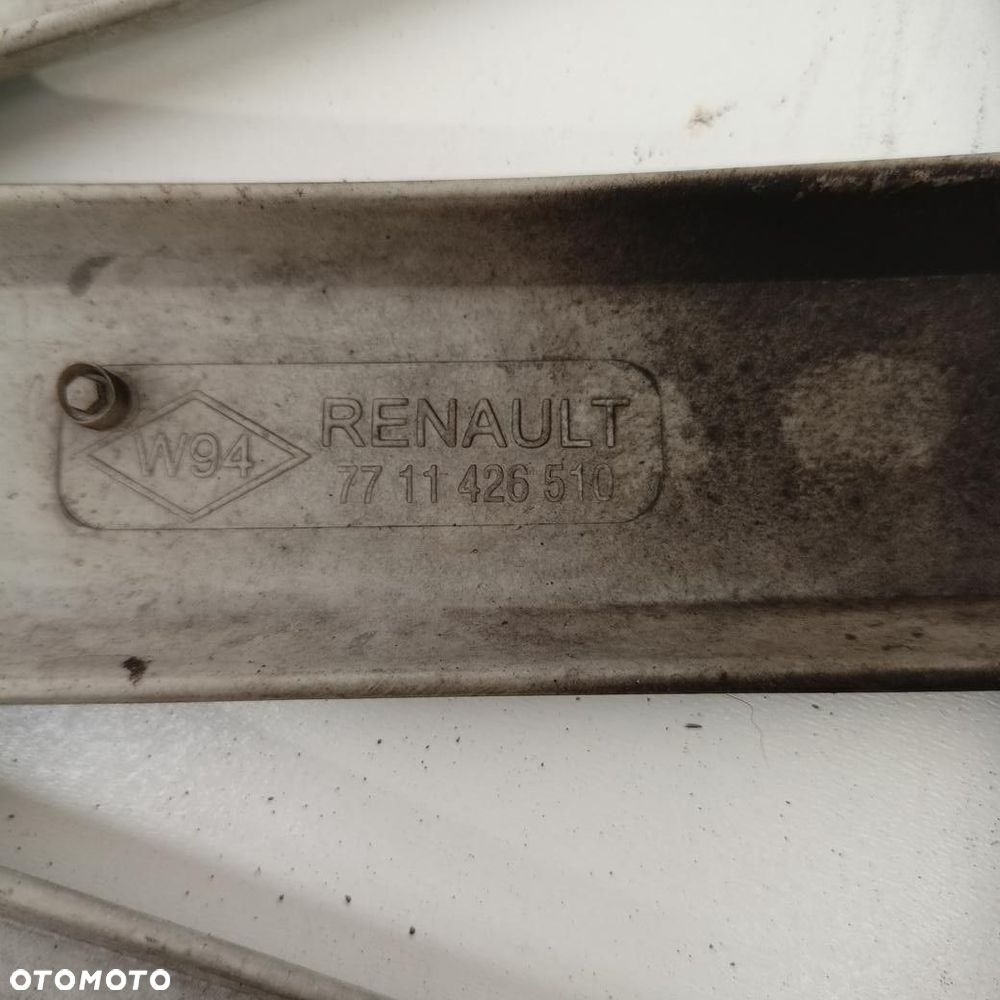 W94
RENAULT
77 11 426 510
OTOMOTO